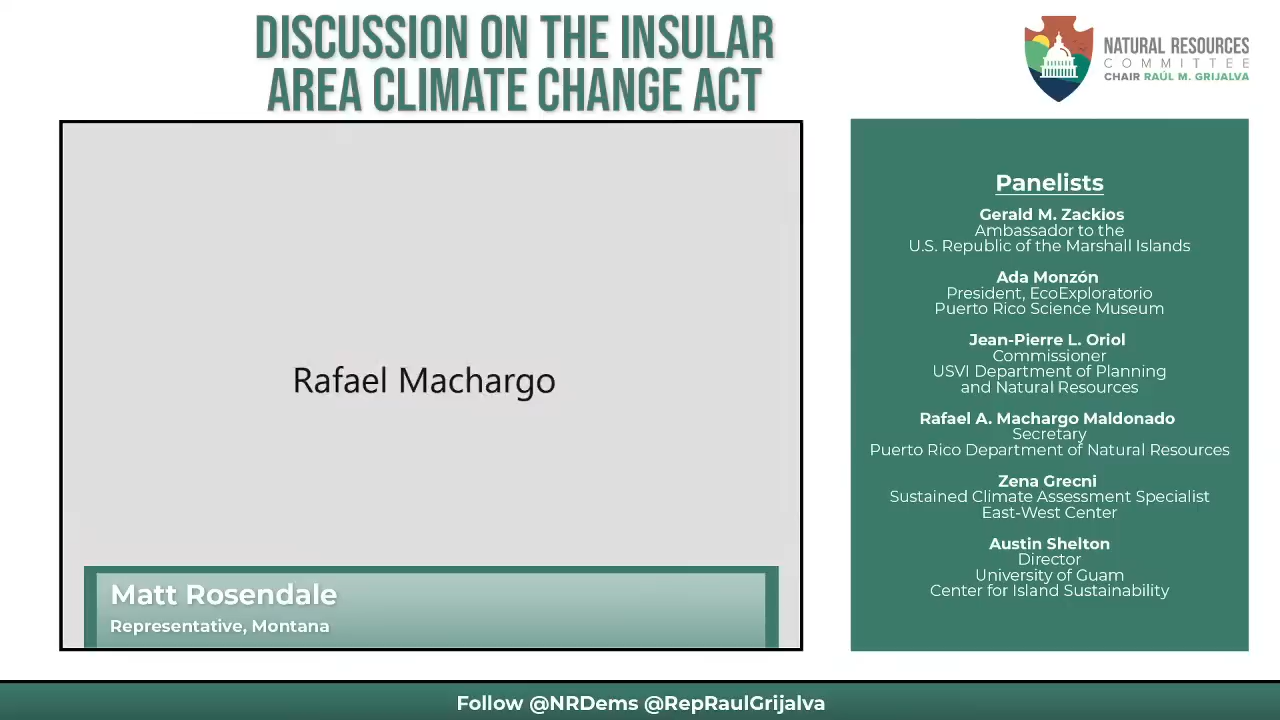 DISCUSSION ON THE INSULAR
AREA CLIMATE CHANGE ACT
NATURAL RESOURCES
COMMITTEE
CHAIR RAÚL M. GRIJALVA
Rafael Machargo
Matt Rosendale
Representative, Montana
Panelists
Gerald M. Zackios
Ambassador to the
U.S. Republic of the Marshall Islands
Ada Monzón
President, EcoExploratorio
Puerto Rico Science Museum
Jean-Pierre L. Oriol
Commissioner
USVI Department of Planning
and Natural Resources
Rafael A. Machargo Maldonado
Secretary
Puerto Rico Department of Natural Resources
Zena Grecni
Sustained Climate Assessment Specialist
East-West Center
Austin Shelton
Director
University of Guam
Center for Island Sustainability
Follow @NRDems @RepRaulGrijalva